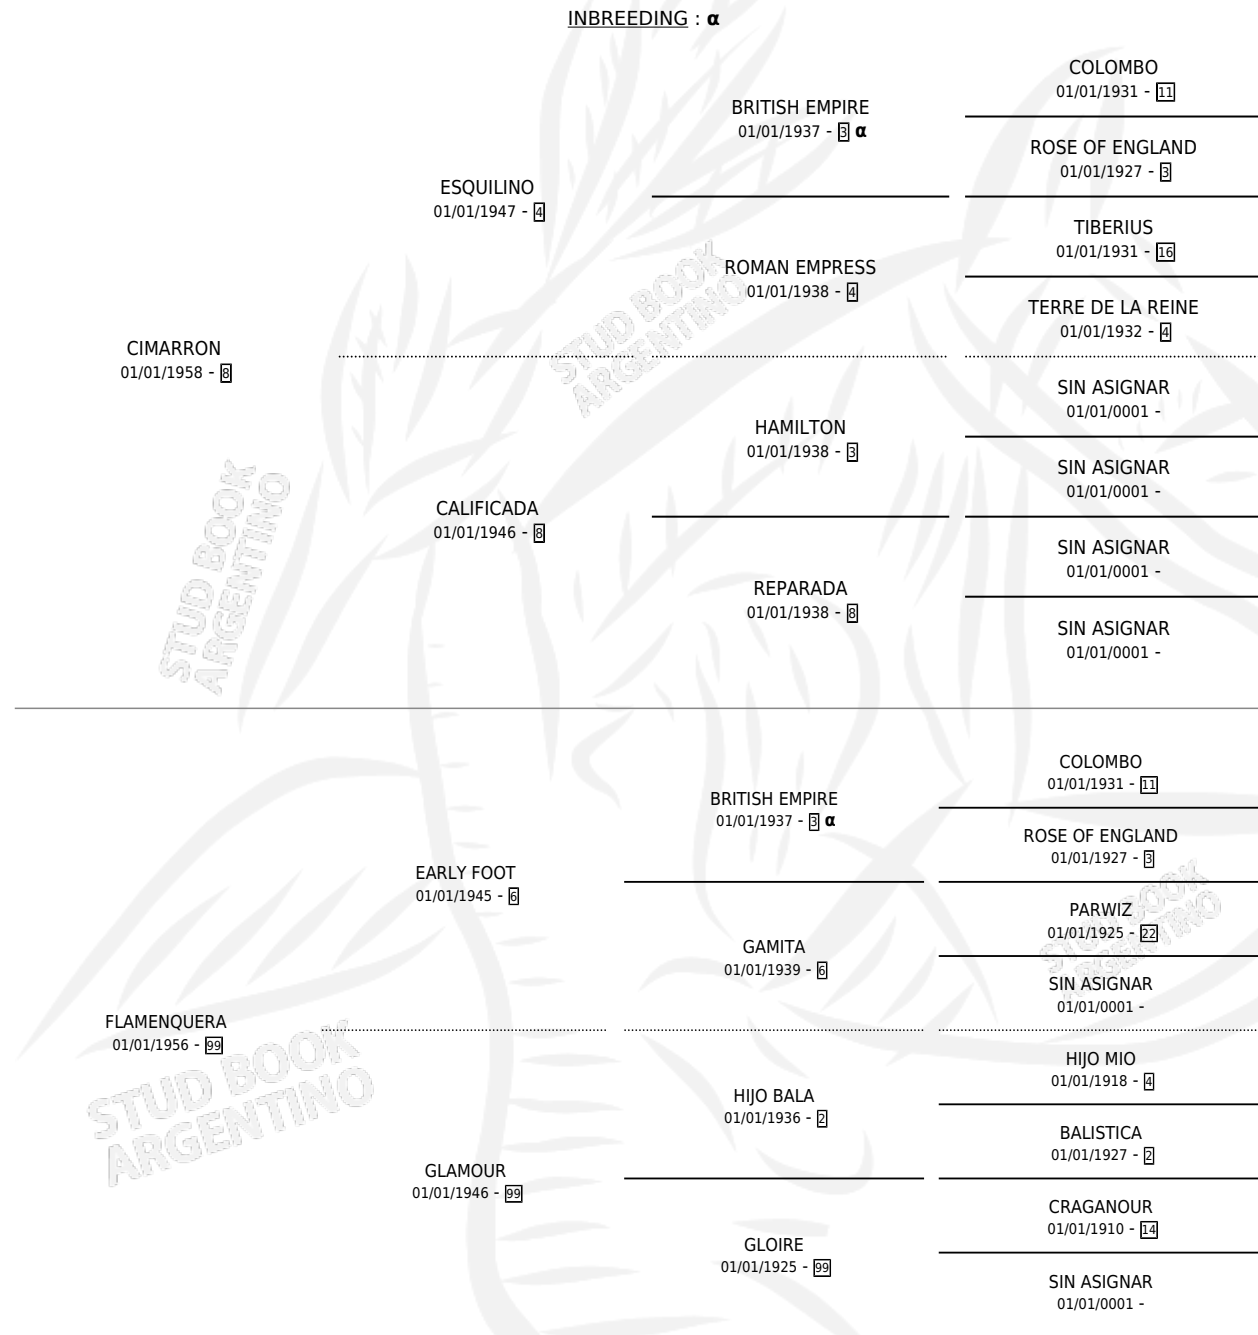 INBREEDING : α
COLOMBO
01/01/1931 - 11
BRITISH EMPIRE
01/01/1937 - 3 α
ROSE OF ENGLAND
01/01/1927 - 3
ESQUILINO
01/01/1947 - 4
TIBERIUS
01/01/1931 - 16
ROMAN EMPRESS
01/01/1938 - 4
TERRE DE LA REINE
01/01/1932 - 4
CIMARRON
01/01/1958 - 8
SIN ASIGNAR
01/01/0001 -
HAMILTON
01/01/1938 - 3
SIN ASIGNAR
01/01/0001 -
CALIFICADA
01/01/1946 - 8
SIN ASIGNAR
01/01/0001 -
REPARADA
01/01/1938 - 8
SIN ASIGNAR
01/01/0001 -
COLOMBO
01/01/1931 - 11
BRITISH EMPIRE
01/01/1937 - 3 α
ROSE OF ENGLAND
01/01/1927 - 3
EARLY FOOT
01/01/1945 - 6
PARWIZ
01/01/1925 - 22
GAMITA
01/01/1939 - 6
SIN ASIGNAR
01/01/0001 -
FLAMENQUERA
01/01/1956 - 99
HIJO MIO
01/01/1918 - 4
HIJO BALA
01/01/1936 - 2
BALISTICA
01/01/1927 - 2
GLAMOUR
01/01/1946 - 99
CRAGANOUR
01/01/1910 - 14
GLOIRE
01/01/1925 - 99
SIN ASIGNAR
01/01/0001 -
STUD BOOK
ARGENTINO
STUD BOOK
ARGENTINO
STUD BOOK
ARGENTINO
STUD BOOK
ARGENTINO